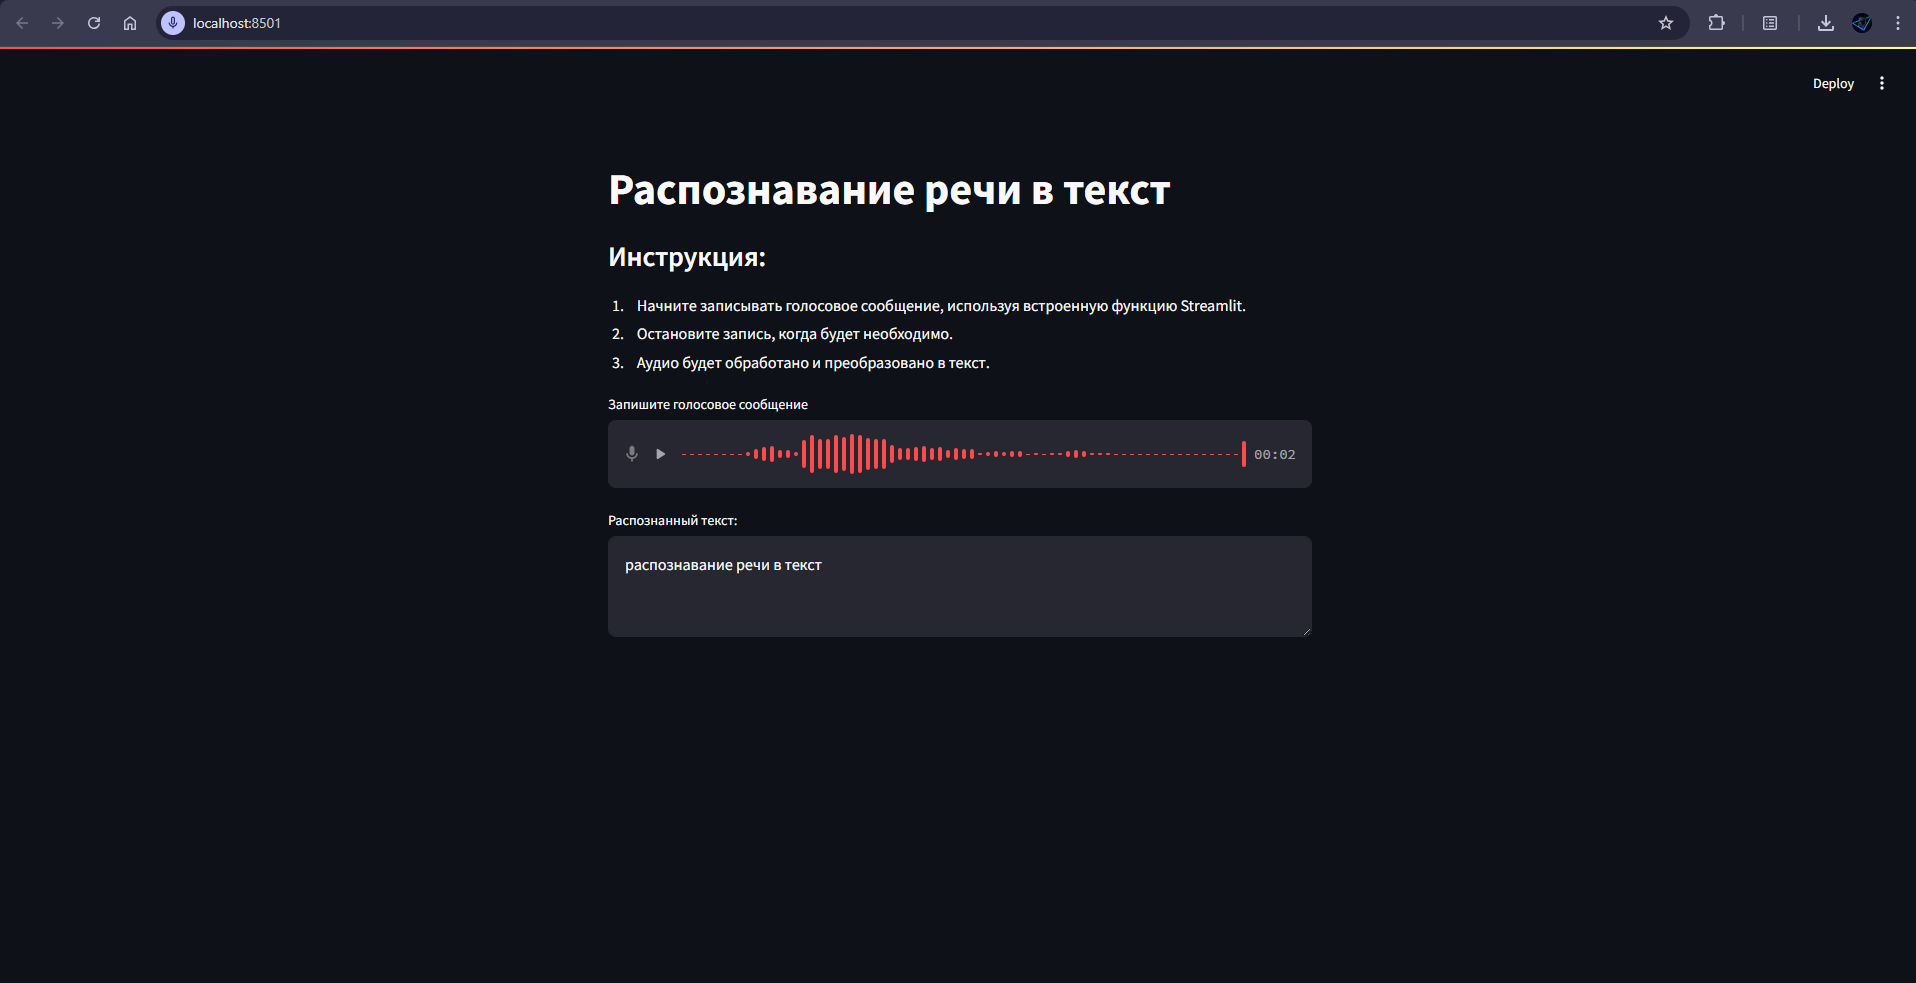 localhost:8501
Deploy
Распознавание речи в текст
Инструкция:
1. Начните записывать голосовое сообщение, используя встроенную функцию Streamlit.
2. Остановите запись, когда будет необходимо.
3. Аудио будет обработано и преобразовано в текст.
Запишите голосовое сообщение
00:02
Распознанный текст:
распознавание речи в текст